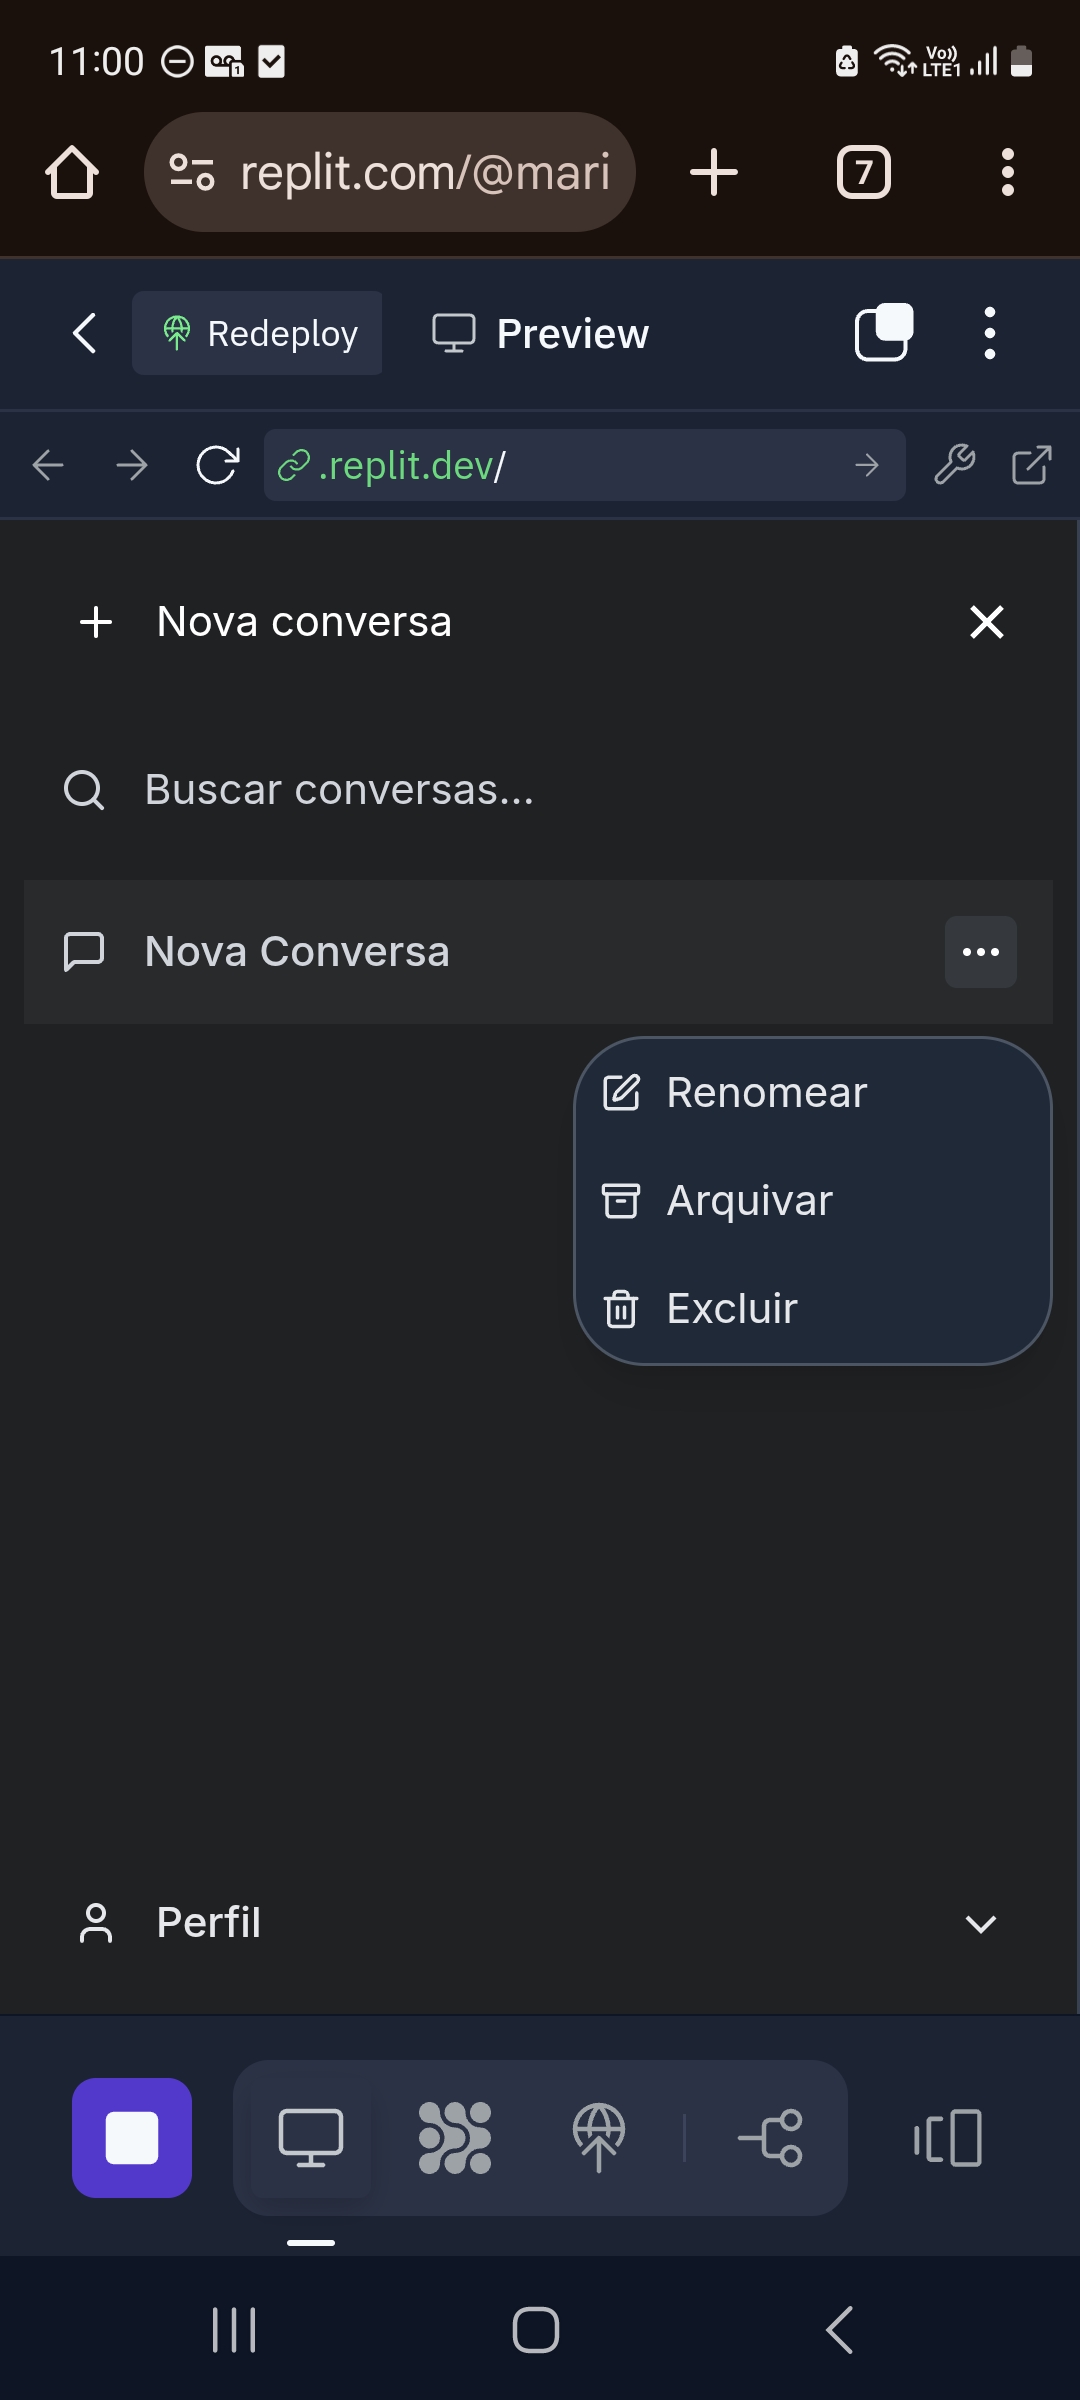 11:00
Vo))
LTE1
replit.com/@mari
7
Redeploy
Preview
.replit.dev/
Nova conversa
Buscar conversas...
Nova Conversa
Renomear
Arquivar
Excluir
Perfil